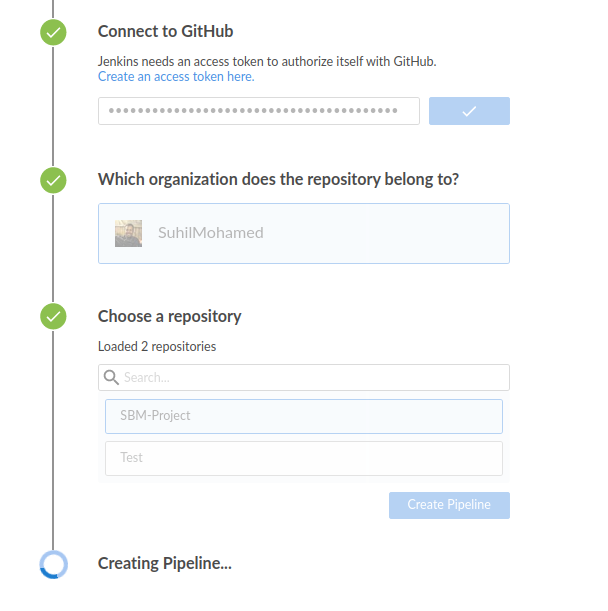 Connect to GitHub
Jenkins needs an access token to authorize itself with GitHub.
Create an access token here.
Which organization does the repository belong to?
SuhilMohamed
Choose a repository
Loaded 2 repositories
Search...
SBM-Project
Test
Create Pipeline
Creating Pipeline...